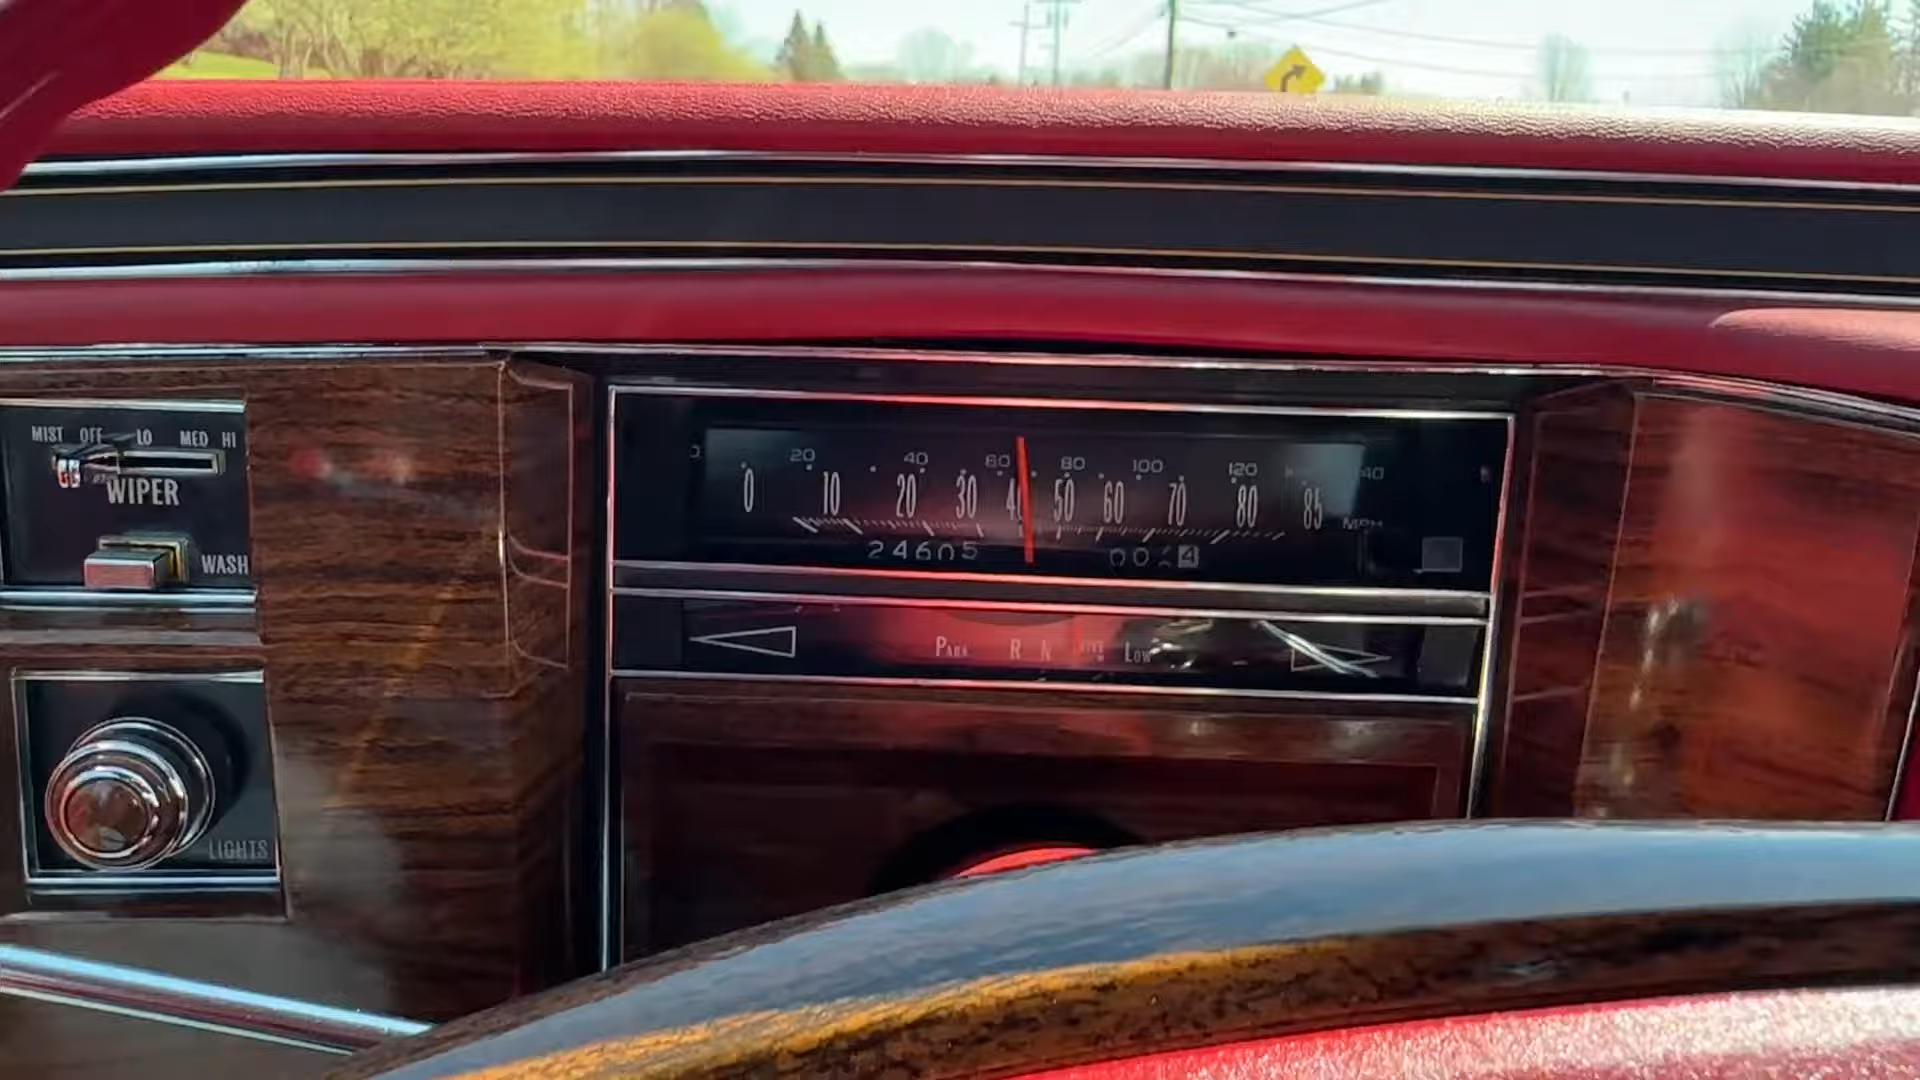 MIST OFF LO MED HI
WIPER
WASH
LIGHTS
20 40 60 80 100 120
0 10 20 30 40 50 60 70 80 85
MPH
24605
PARK R N LOW